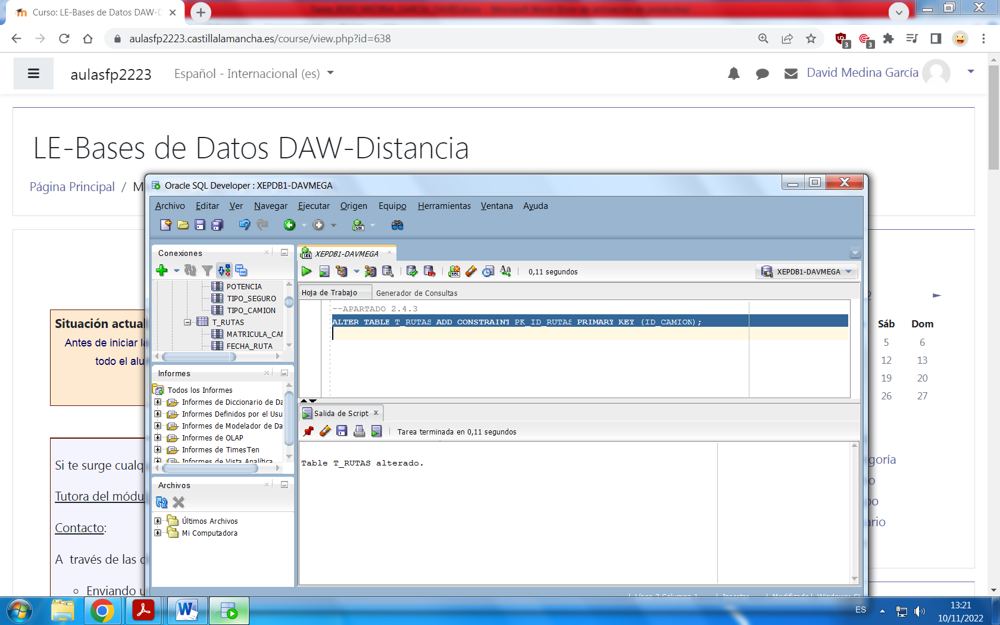 Curso: LE-Bases de Datos DAW-D
aulasfp2223.castillalamancha.es/course/view.php?id=638
3
3
aulasfp2223
Español - Internacional (es)
David Medina García
LE-Bases de Datos DAW-Distancia
Página Principal / M
Oracle SQL Developer : XEPDB1-DAVMEGA
Archivo Editar Ver Navegar Ejecutar Origen Equipo Herramientas Ventana Ayuda
Conexiones
POTENCIA
TIPO_SEGURO
TIPO_CAMION
T_RUTAS
MATRICULA_CAM
FECHA_RUTA
XEPDB1-DAVMEGA
0,11 segundos
XEPDB1-DAVMEGA
Hoja de Trabajo Generador de Consultas
--APARTADO 2.4.3
ALTER TABLE T_RUTAS ADD CONSTRAINT PK_ID_RUTAS PRIMARY KEY (ID_CAMION);
Informes
Todos los Informes
Informes de Diccionario de Da
Informes Definidos por el Usu
Informes de Modelador de Da
Informes de OLAP
Informes de TimesTen
Informes de Vista Analítica
Salida de Script x
Tarea terminada en 0,11 segundos
Table T_RUTAS alterado.
Archivos
Últimos Archivos
Mi Computadora
Línea 2 Columna 1 Insertar Modificado Windows: CL
Situación actual
Antes de iniciar la
todo el alu
Si te surge cualq
Tutora del módu
Contacto:
A través de las c
Enviando u
2
Sáb Dom
5 6
12 13
19 20
26 27
goría
o
po
ario
ES
13:21
10/11/2022